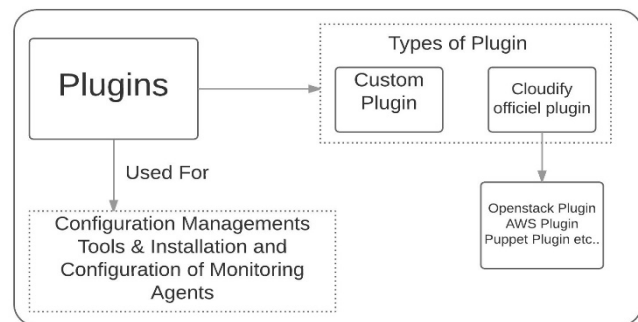 Plugins
Types of Plugin
Custom
Plugin
Cloudify
officiel plugin
Used For
Openstack Plugin
AWS Plugin
Puppet Plugin etc..
Configuration Managements
Tools & Installation and
Configuration of Monitoring
Agents